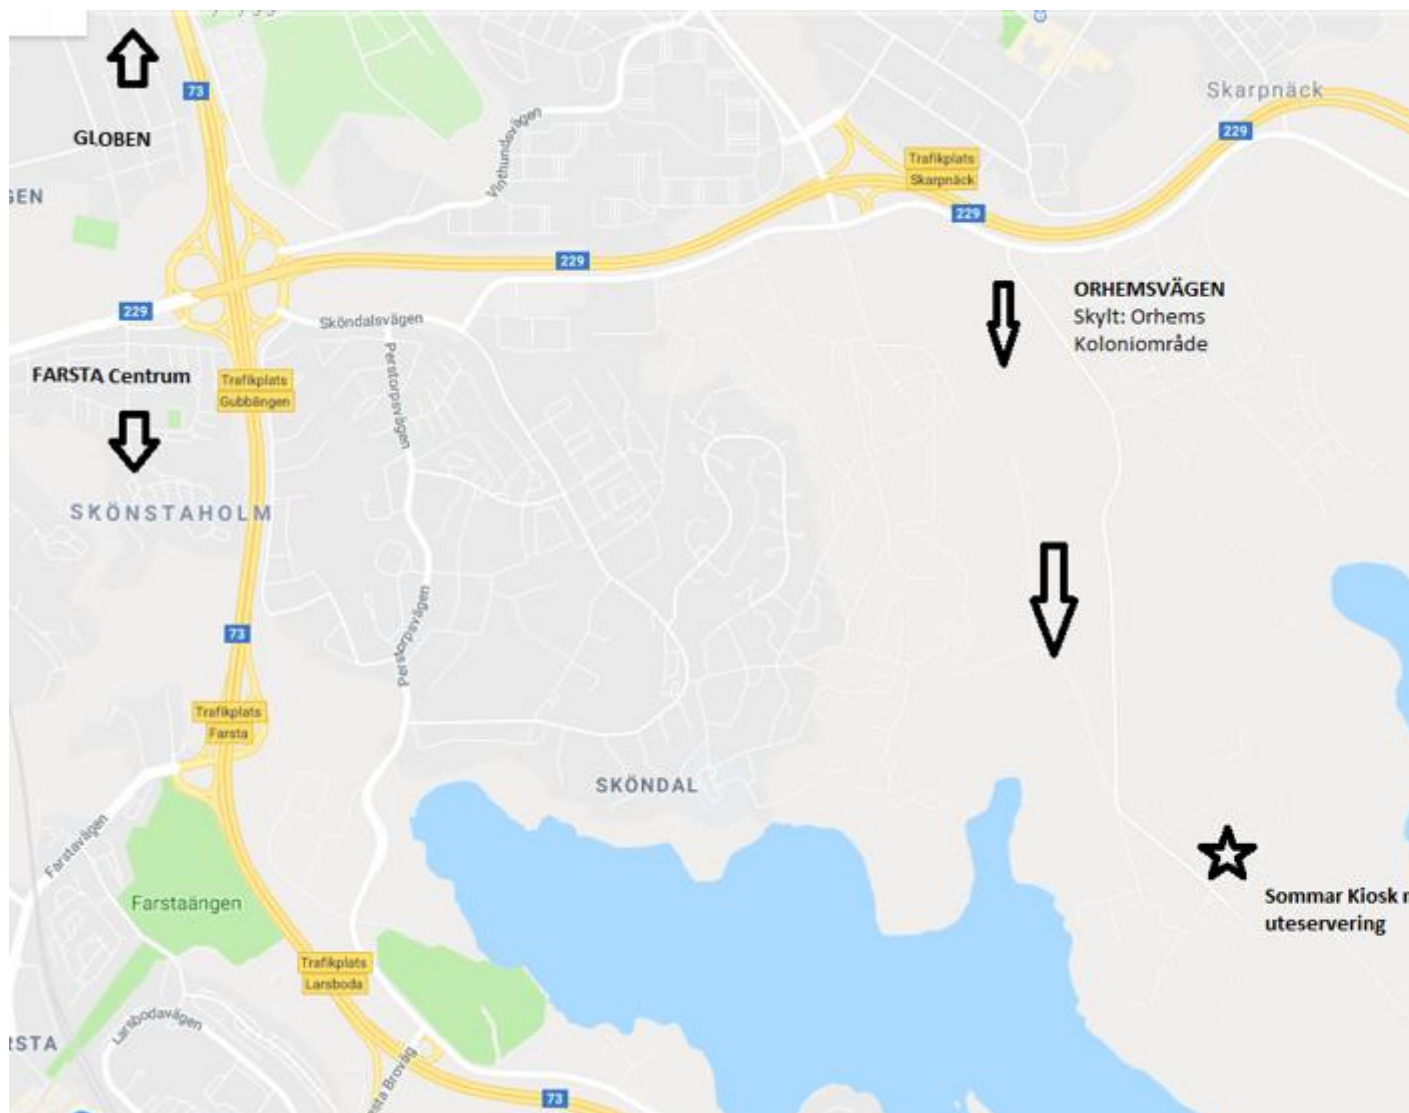 73
GLOBEN
Skarpnäck
229
Trafikplats
Skarpnäck
229
229
229
ORHEMSVÄGEN
Skylt: Orhems
Koloniområde
Sköndalsvägen
FARSTA Centrum
Trafikplats
Gubbängen
Perstorpsvägen
SKÖNSTAHOLM
Perstorpsvägen
73
Trafikplats
Farsta
SKÖNDAL
Farstavägen
Sommar Kiosk
uteservering
Farstaängen
Trafikplats
Larsboda
Larsbodavägen
Broväg
73